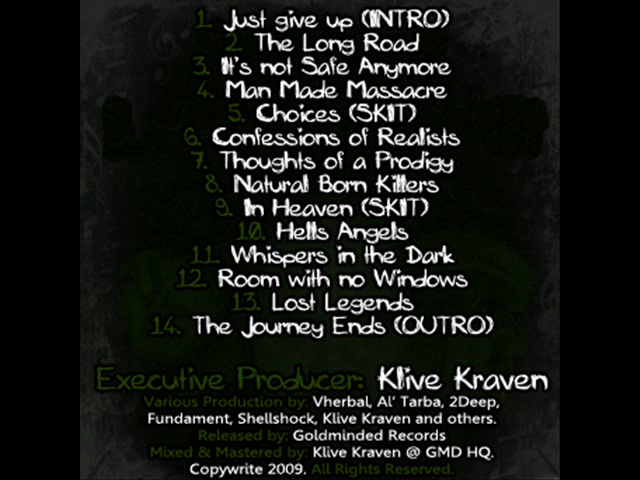 1. Just give up (INTRO)
2. The Long Road
3. It's not Safe Anymore
4. Man Made Massacre
5. Choices (SKIT)
6. Confessions of Realists
7. Thoughts of a Prodigy
8. Natural Born Killers
9. In Heaven (SKIT)
10. Hells Angels
11. Whispers in the Dark
12. Room with no Windows
13. Lost Legends
14. The Journey Ends (OUTRO)
Executive Producer: Klive Kraven
Various Production by: Vherbal, Al' Tarba, 2Deep,
Fundament, Shellshock, Klive Kraven and others.
Released by: Goldminded Records
Mixed & Mastered by: Klive Kraven @ GMD HQ.
Copywrite 2009. All Rights Reserved.